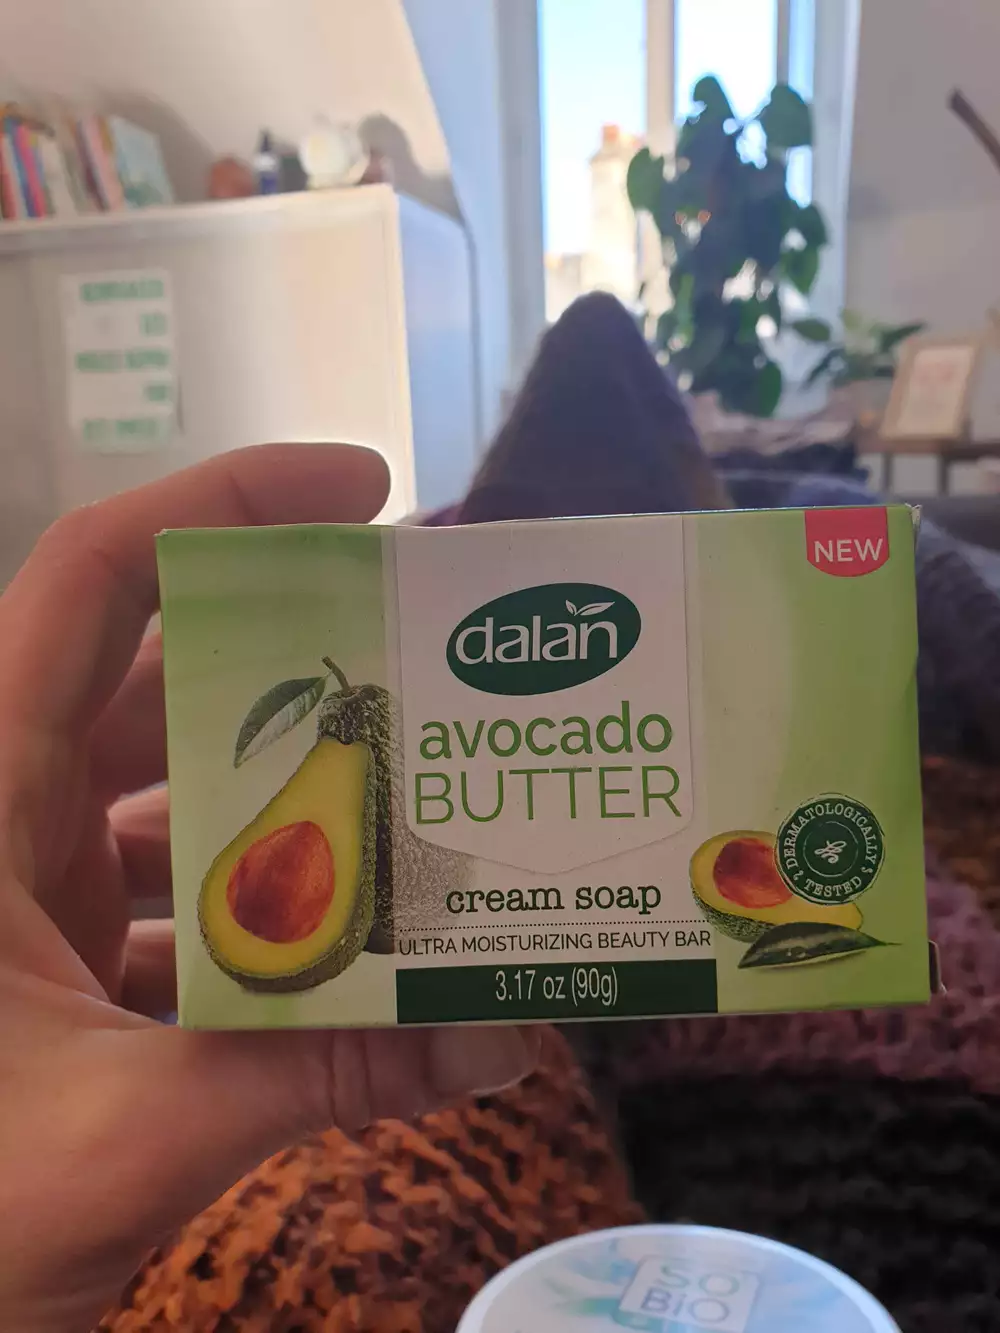 NEW
dalan
avocado
BUTTER
DERMATOLOGICALLY
TESTED
cream soap
ULTRA MOISTURIZING BEAUTY BAR
3.17 oz (90g)
SO'
BiO